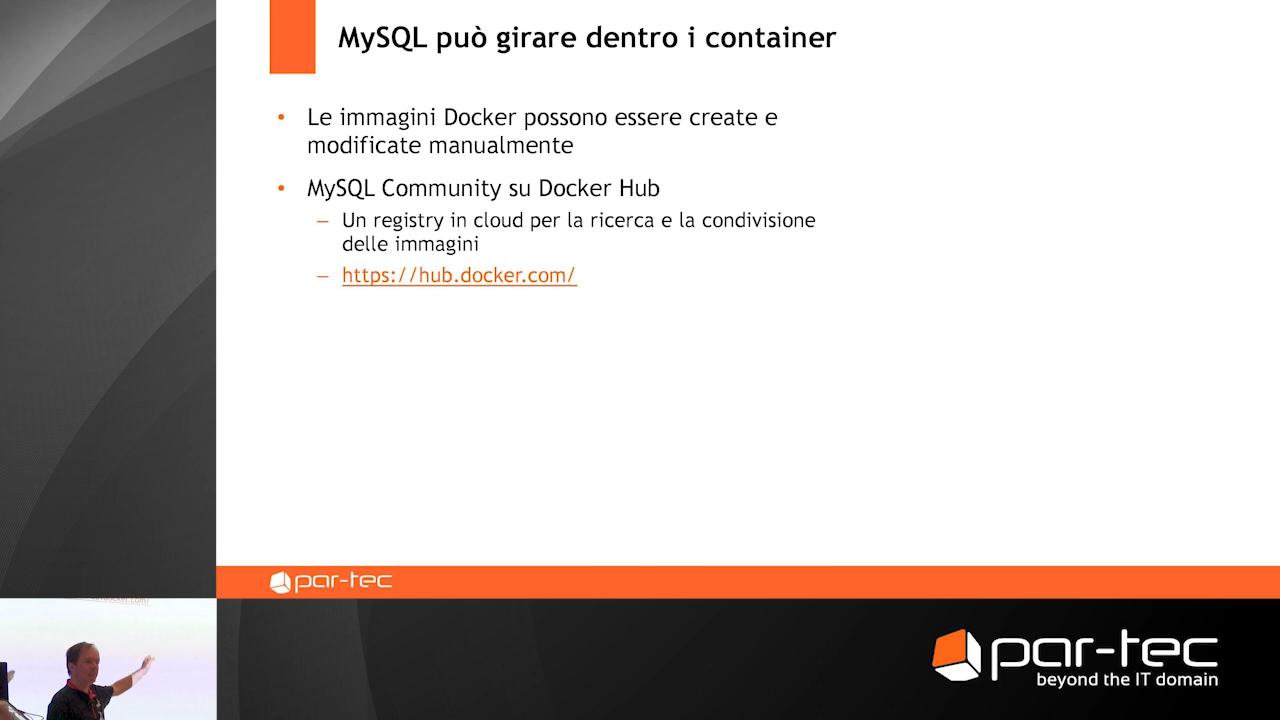 MySQL può girare dentro i container
• Le immagini Docker possono essere create e
modificate manualmente
• MySQL Community su Docker Hub
– Un registry in cloud per la ricerca e la condivisione
delle immagini
– https://hub.docker.com/
par-tec
docker.com/
par-tec
beyond the IT domain